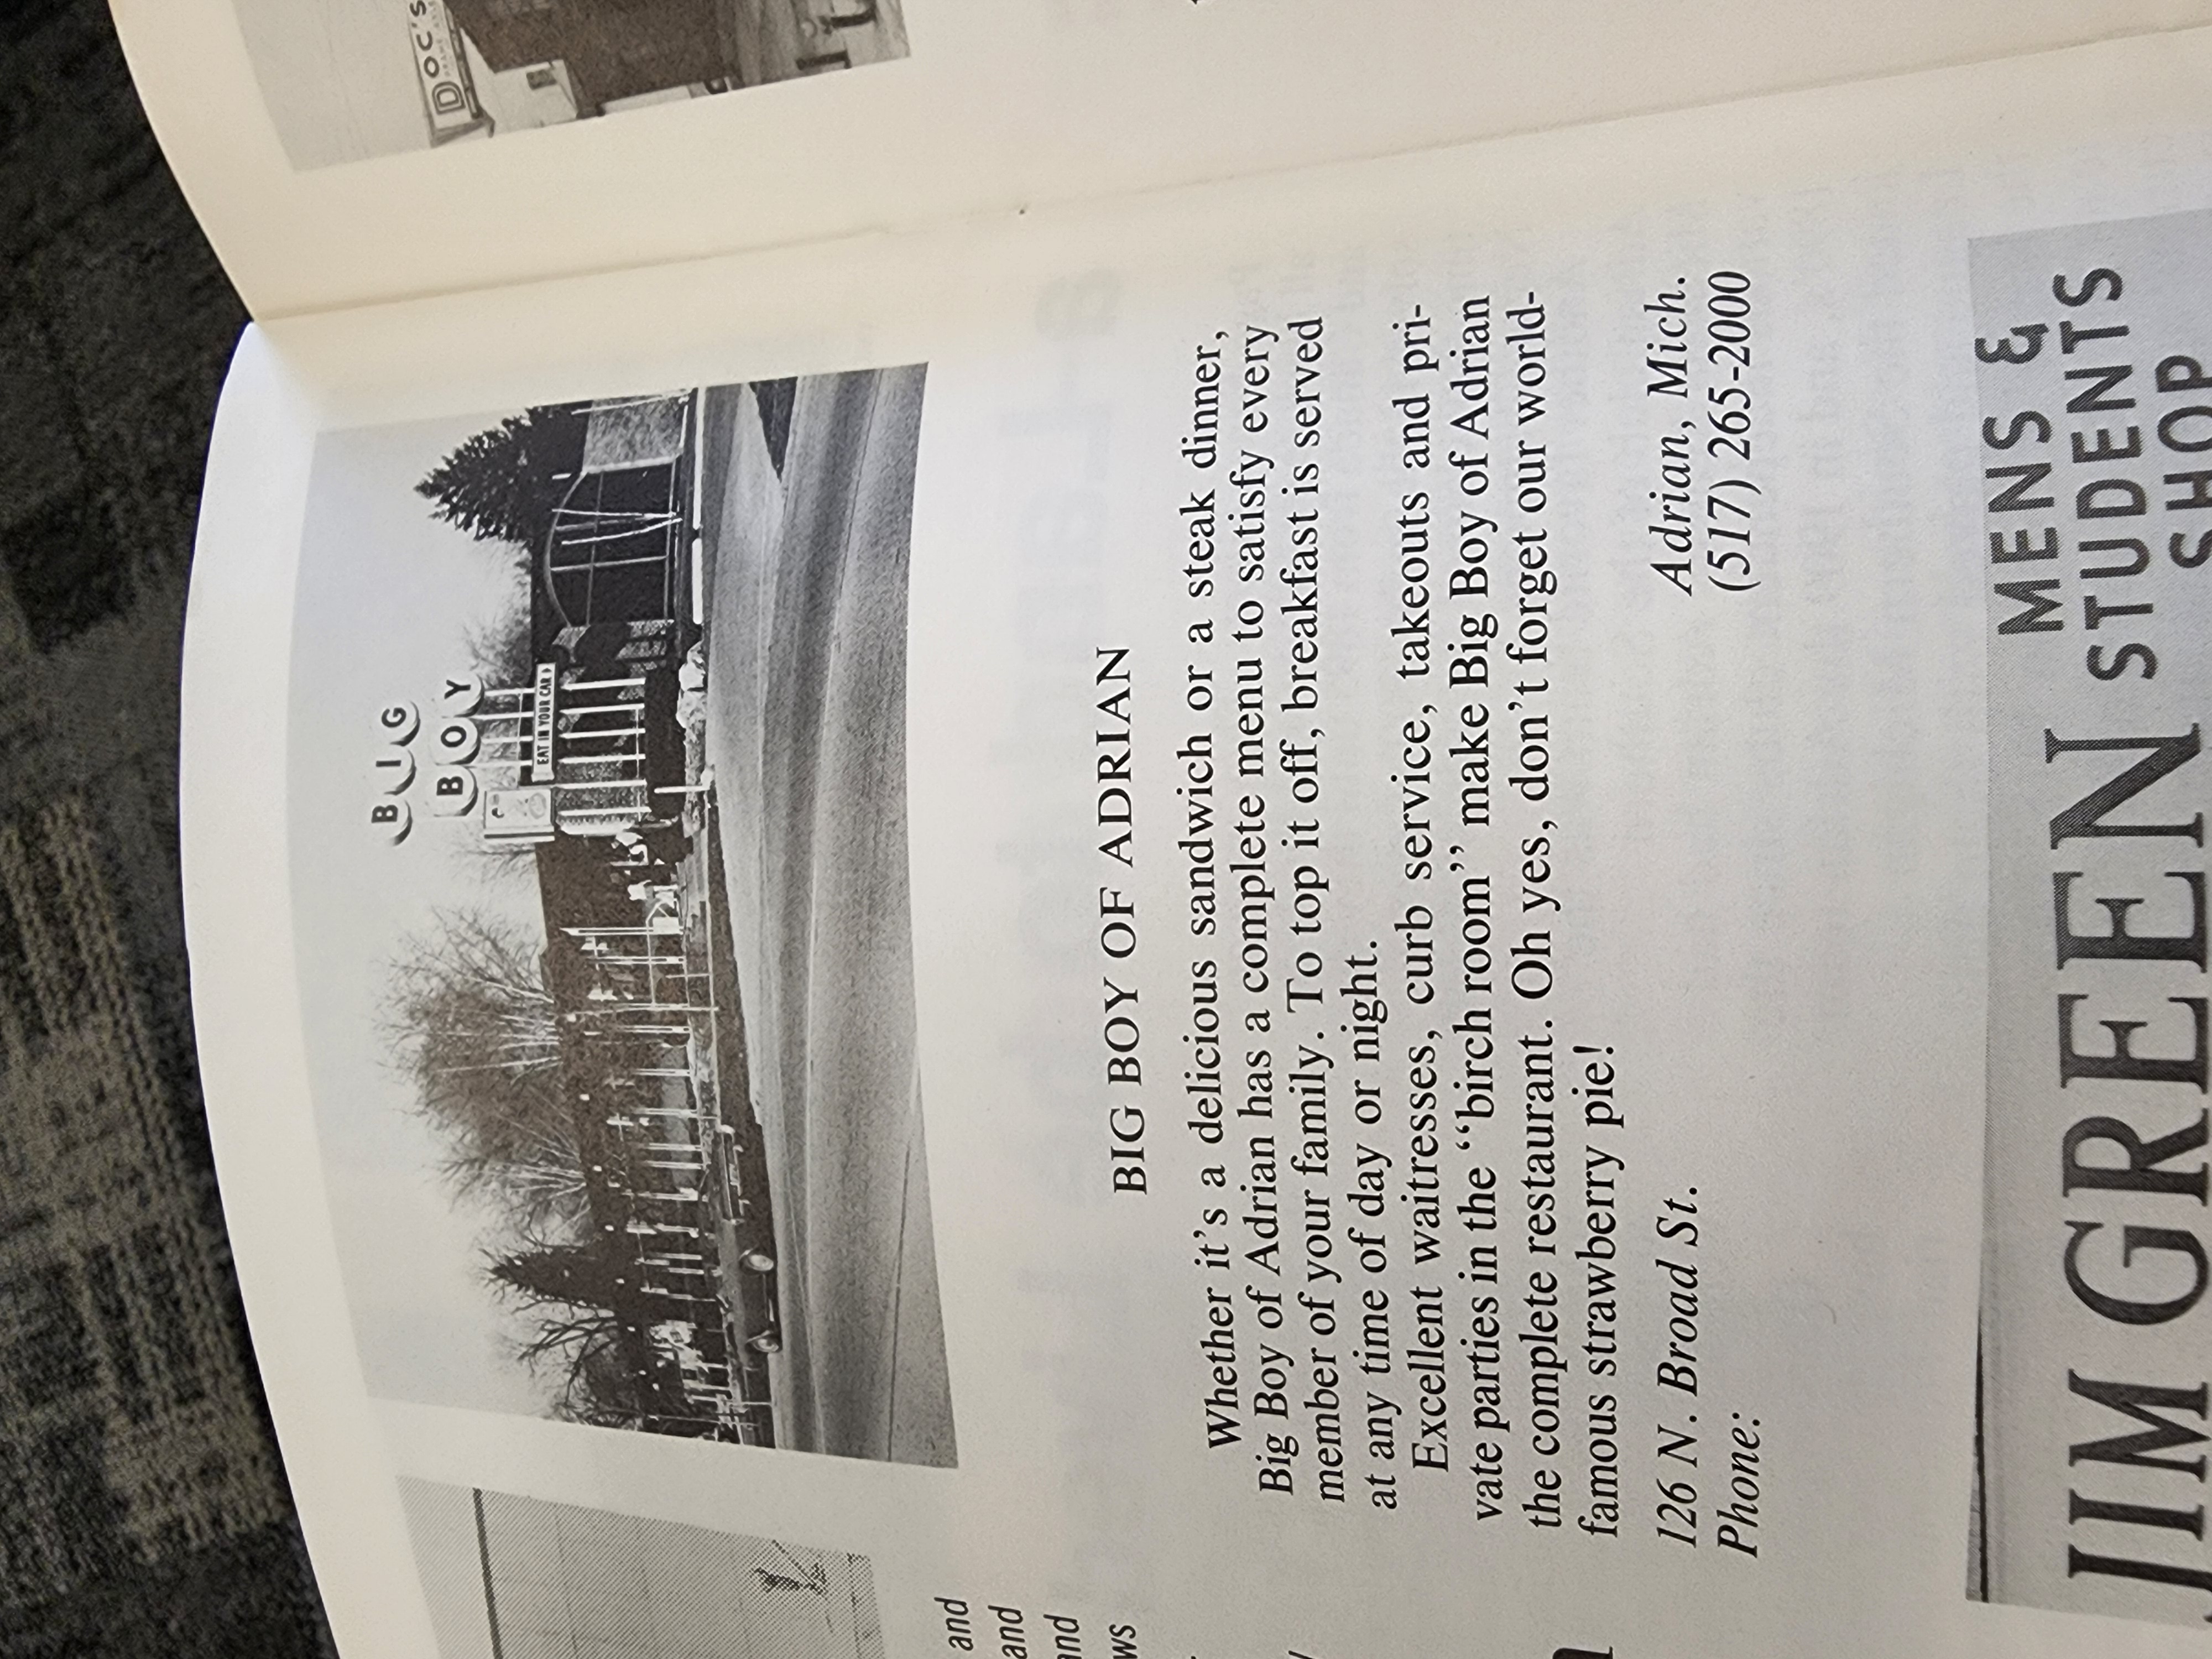 DOC'S
BIG
BOY
EAT IN YOUR CAR
BIG BOY OF ADRIAN
Whether it's a delicious sandwich or a steak dinner,
Big Boy of Adrian has a complete menu to satisfy every
member of your family. To top it off, breakfast is served
at any time of day or night.
Excellent waitresses, curb service, takeouts and pri-
vate parties in the “birch room” make Big Boy of Adrian
the complete restaurant. Oh yes, don't forget our world-
famous strawberry pie!
126 N. Broad St. Adrian, Mich.
Phone: (517) 265-2000
and
and
and
ws
JIM GREEN MENS &
STUDENTS
SHOP